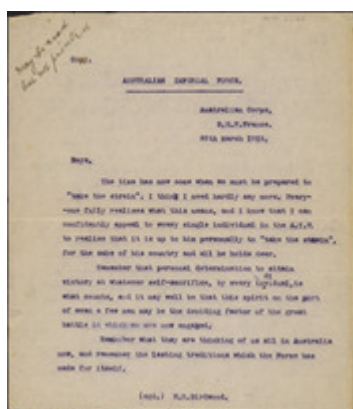 may be used
but not printed
Copy.
AUSTRALIAN IMPERIAL FORCE.
Australian Corps,
B.E.F. France.
March 1918.
Boys,
The time has now come when we must be prepared to
"take the strain". I think I need hardly say more. Every-
-one fully realises what this means, and I know that I can
confidently appeal to every single individual in the A.I.F.
to realise that it is up to him personally to "take the strain",
for the sake of his country and all he holds dear.
Remember that personal determination to attain
victory at whatever self-sacrifice, by every individual, is
what counts, and it may well be that this spirit on the part
of even a few men may be the deciding factor of the great
battle in which we are now engaged.
Remember what they are thinking of us all in Australia
now, and remember the lasting traditions which the Force has
made for itself.
(sgd.) W.R. Birdwood.